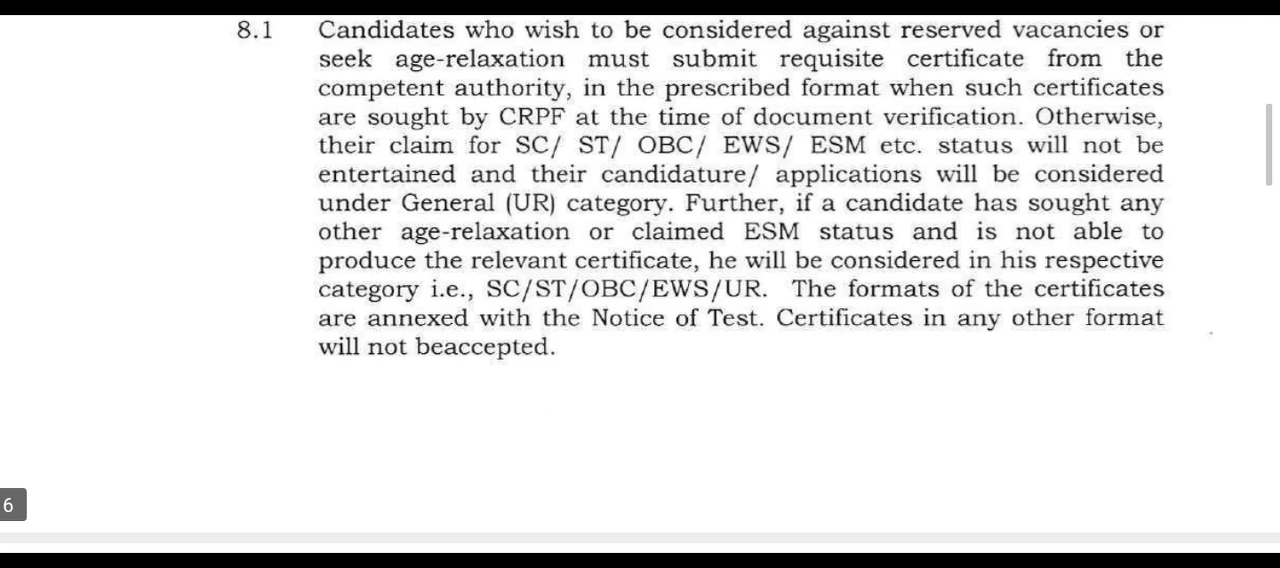 8.1 Candidates who wish to be considered against reserved vacancies or
seek age-relaxation must submit requisite certificate from the
competent authority, in the prescribed format when such certificates
are sought by CRPF at the time of document verification. Otherwise,
their claim for SC/ ST/ OBC/ EWS/ ESM etc. status will not be
entertained and their candidature/ applications will be considered
under General (UR) category. Further, if a candidate has sought any
other age-relaxation or claimed ESM status and is not able to
produce the relevant certificate, he will be considered in his respective
category i.e., SC/ST/OBC/EWS/UR. The formats of the certificates
are annexed with the Notice of Test. Certificates in any other format
will not beaccepted.
6